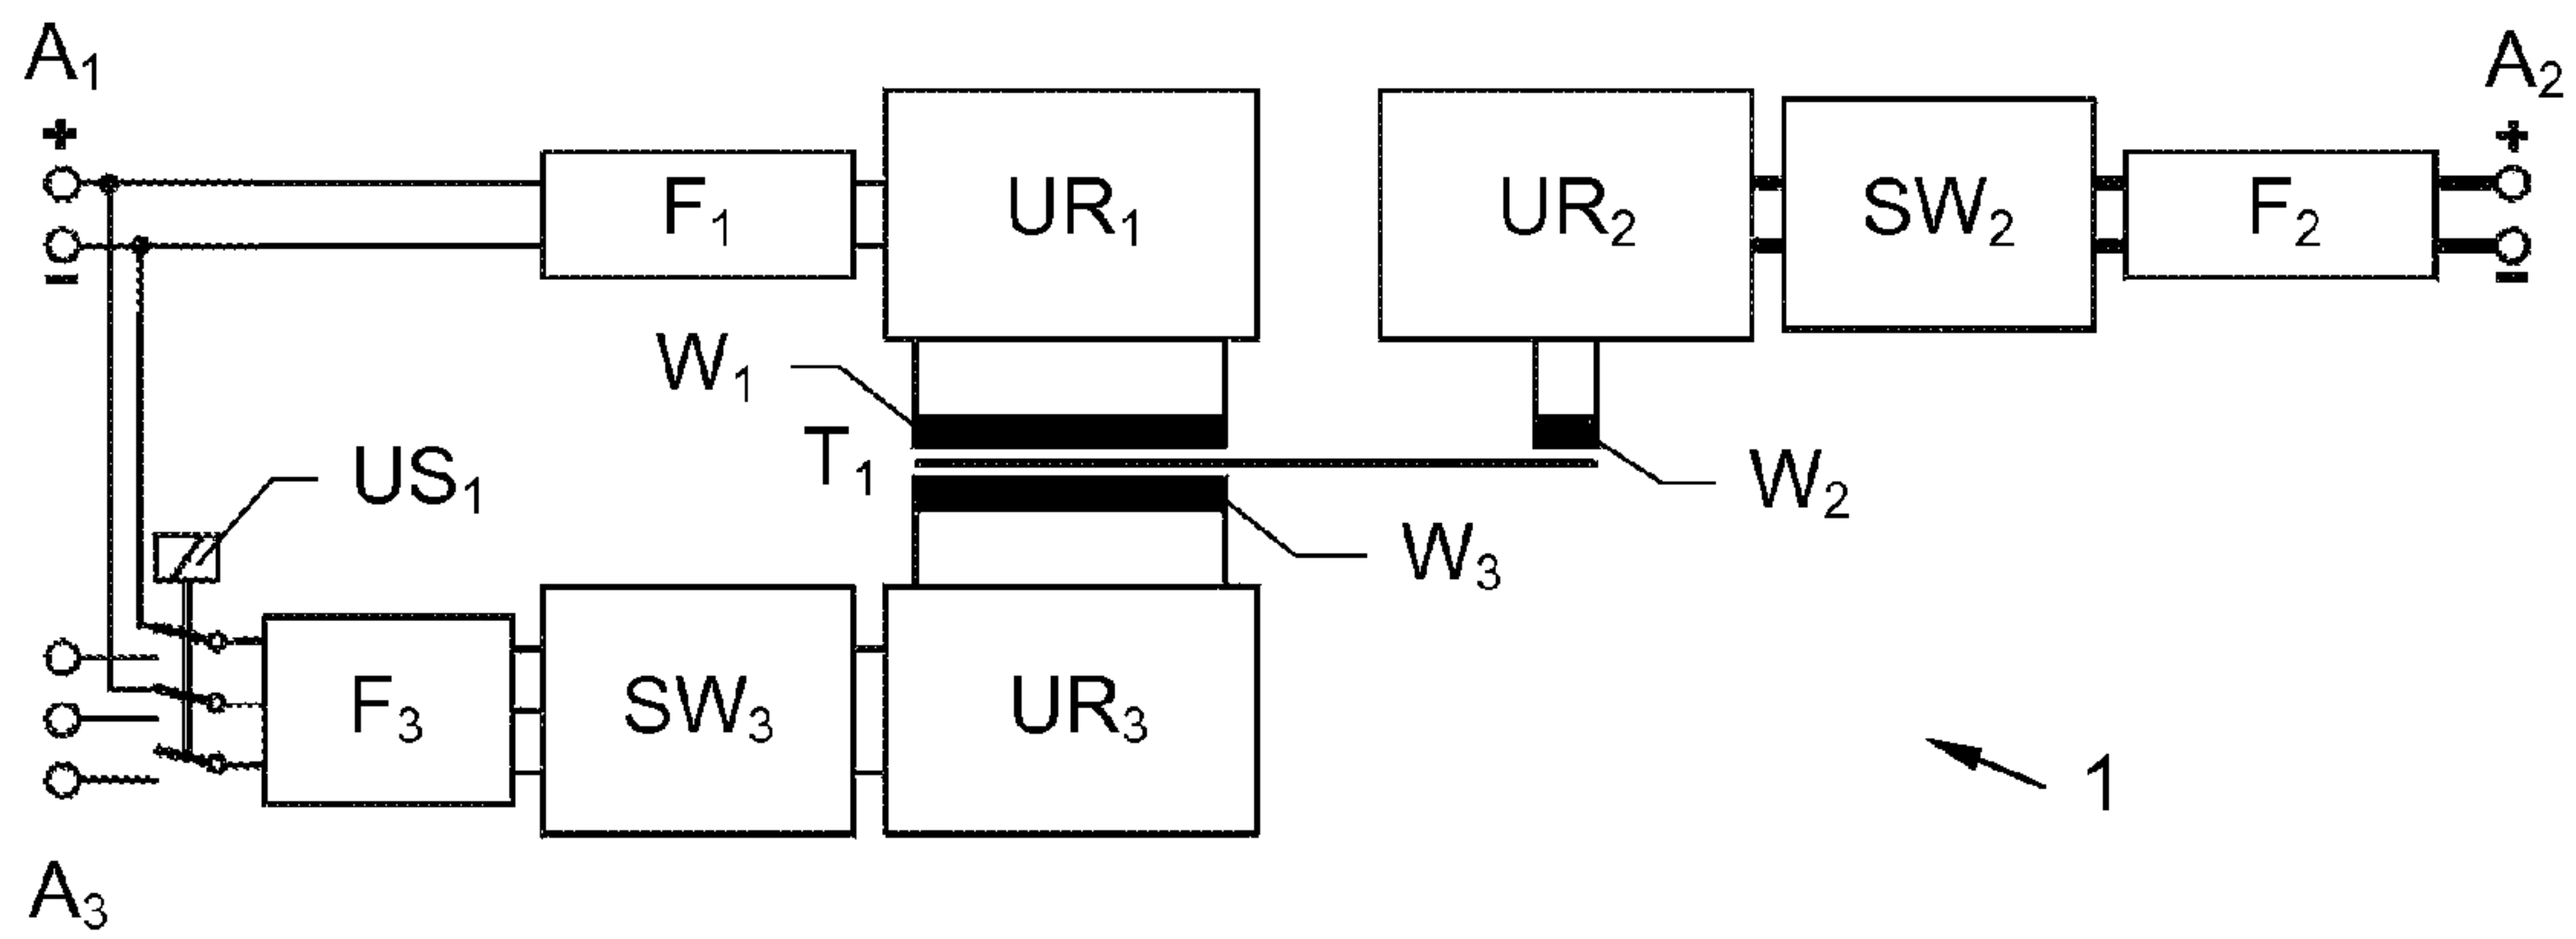 A1 A2
+ +
F1 UR1 UR2 SW2 F2
- -
W1
T1
US1 W2
W3
F3 SW3 UR3
1
A3